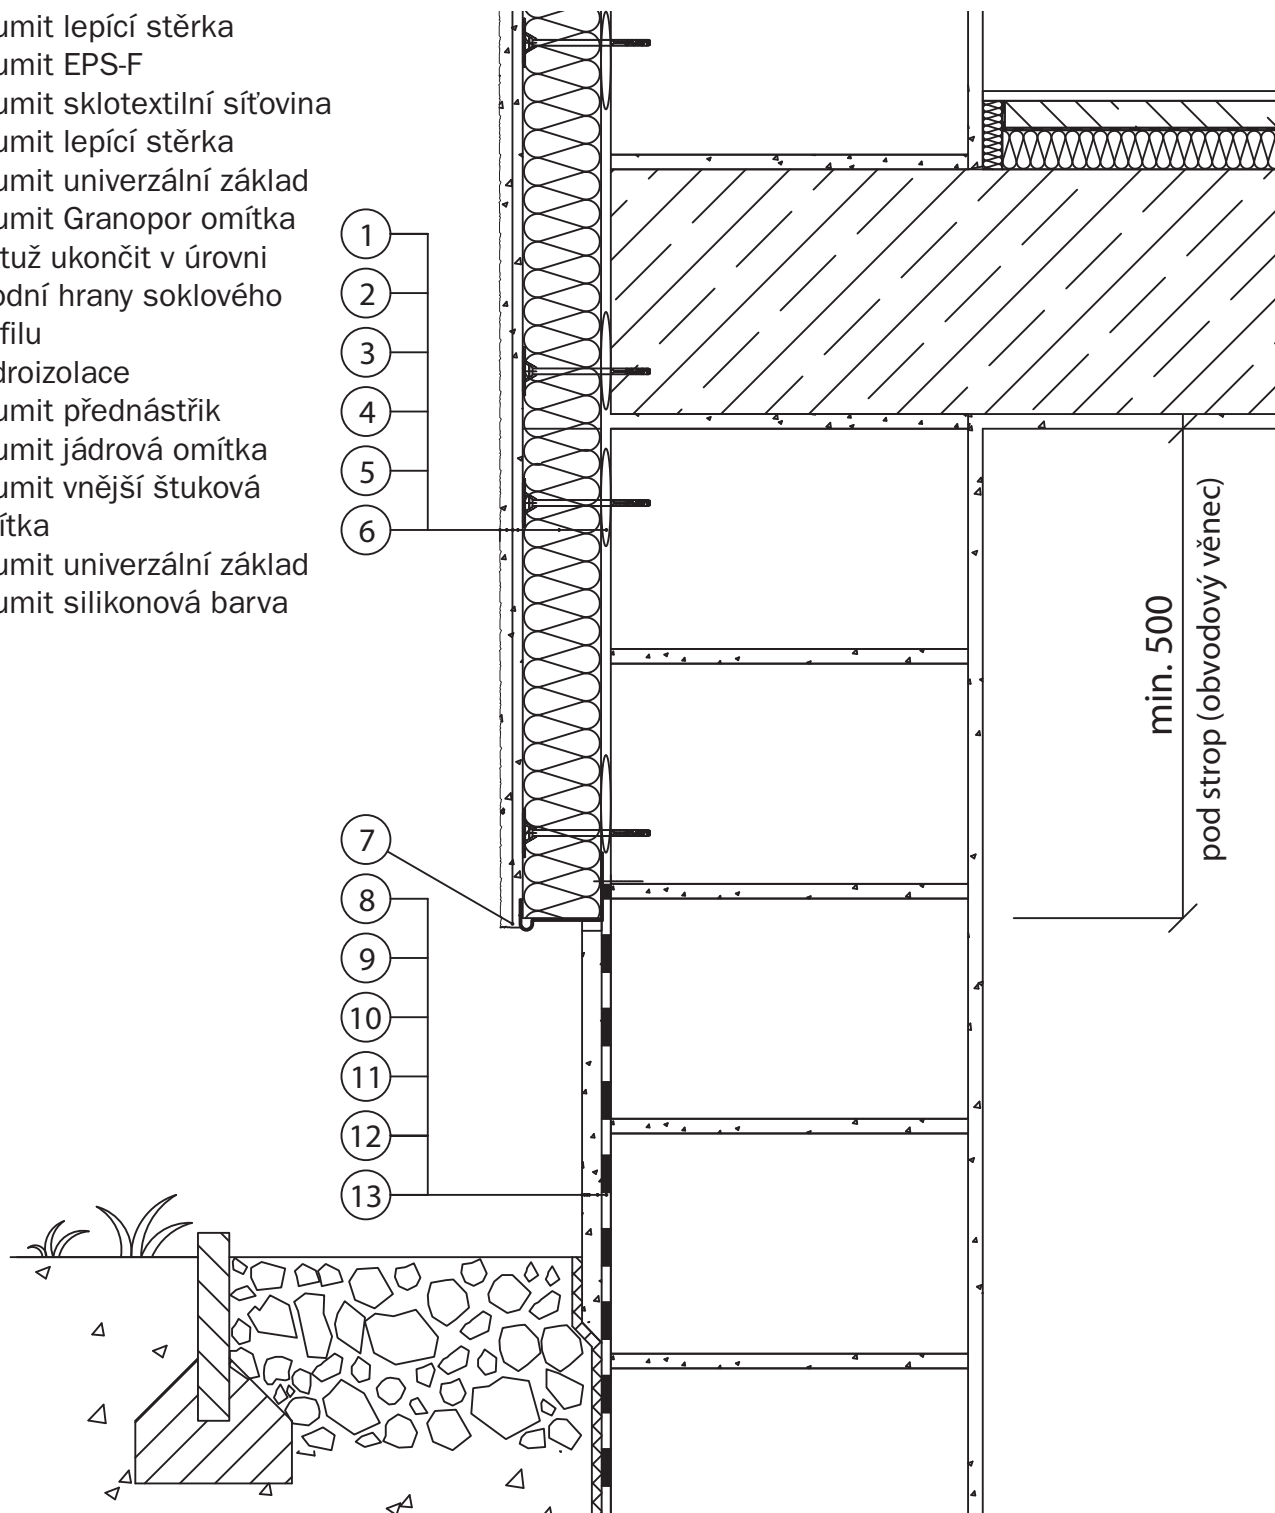 umit lepící stěrka
umit EPS-F
umit sklotextilní síťovina
umit lepící stěrka
umit univerzální základ
umit Granopor omítka
tuž ukončit v úrovni
odní hrany soklového
filu
droizolace
umit přednástřik
umit jádrová omítka
umit vnější štuková
ítka
umit univerzální základ
umit silikonová barva
1
2
3
4
5
6
7
8
9
10
11
12
13
min. 500
pod strop (obvodový věnec)